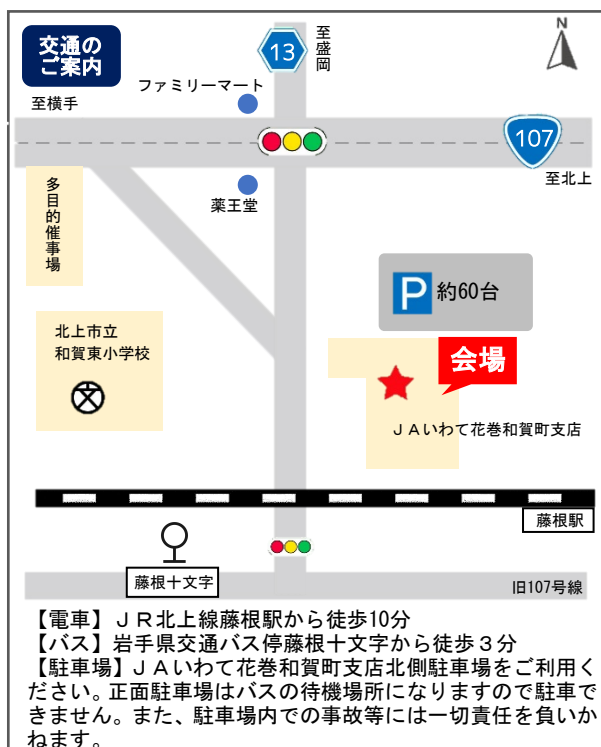 交通の
ご案内
13
至盛岡
N
ファミリーマート
至横手
107
至北上
薬王堂
多目的催事場
P 約60台
北上市立
和賀東小学校
文
会場
ＪＡいわて花巻和賀町支店
藤根駅
藤根十文字
旧107号線
【電車】ＪＲ北上線藤根駅から徒歩10分
【バス】岩手県交通バス停藤根十文字から徒歩３分
【駐車場】ＪＡいわて花巻和賀町支店北側駐車場をご利用く
ださい。正面駐車場はバスの待機場所になりますので駐車で
きません。また、駐車場内での事故等には一切責任を負いか
ねます。